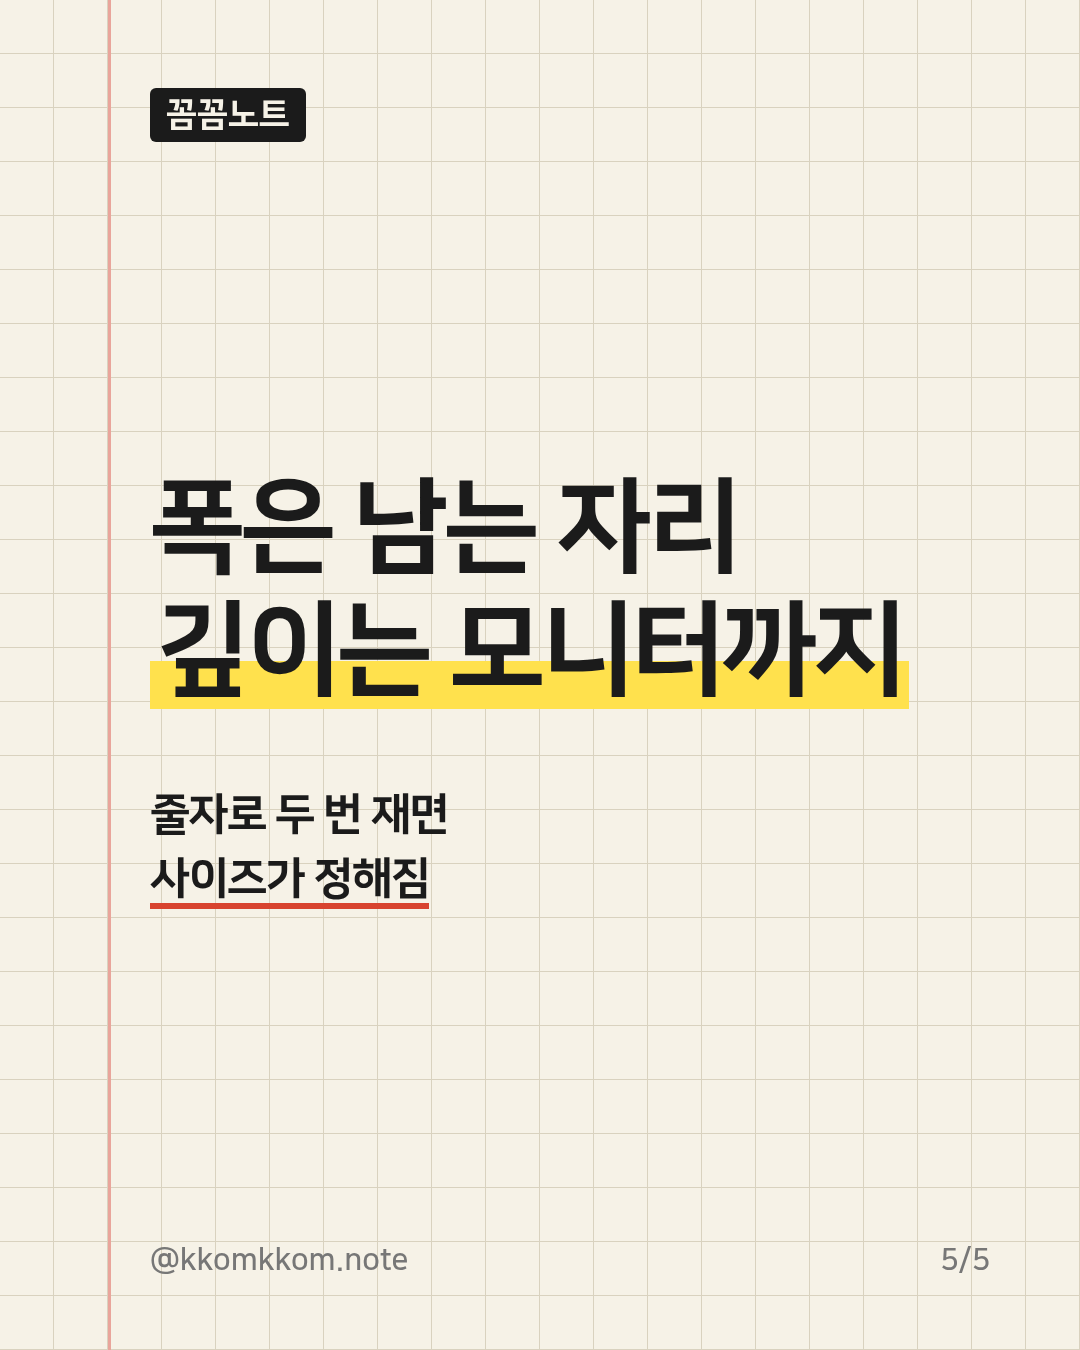 꼼꼼노트
폭은 남는 자리
깊이는 모니터까지
줄자로 두 번 재면
사이즈가 정해짐
@kkomkkom.note
5/5